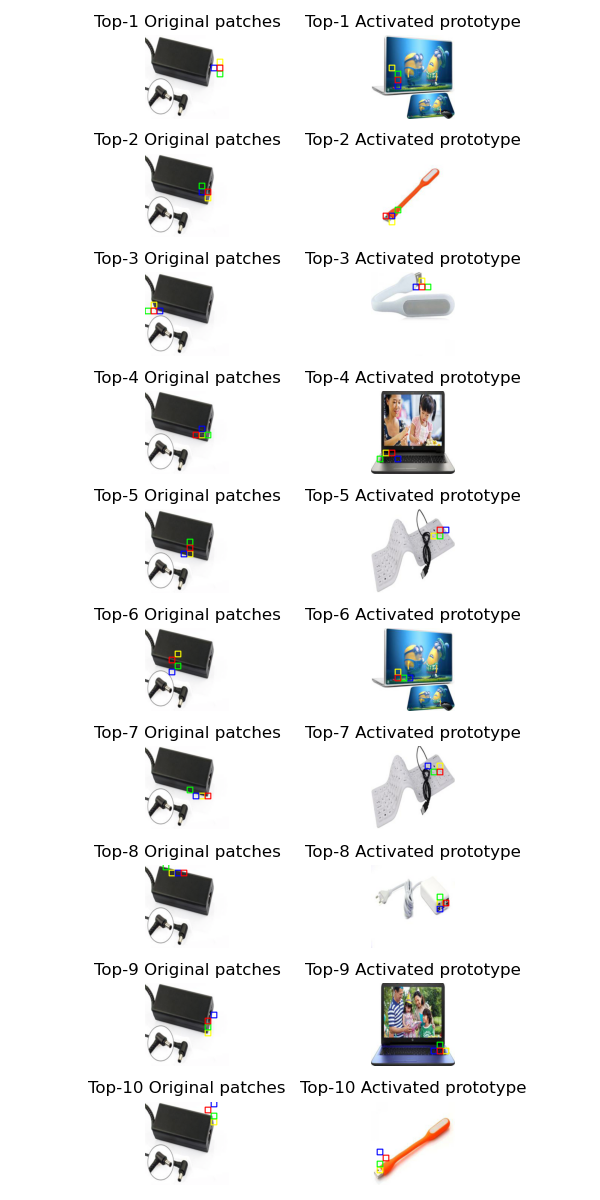 Top-1 Original patches Top-1 Activated prototype
Top-2 Original patches Top-2 Activated prototype
Top-3 Original patches Top-3 Activated prototype
Top-4 Original patches Top-4 Activated prototype
Top-5 Original patches Top-5 Activated prototype
Top-6 Original patches Top-6 Activated prototype
Top-7 Original patches Top-7 Activated prototype
Top-8 Original patches Top-8 Activated prototype
Top-9 Original patches Top-9 Activated prototype
Top-10 Original patches Top-10 Activated prototype